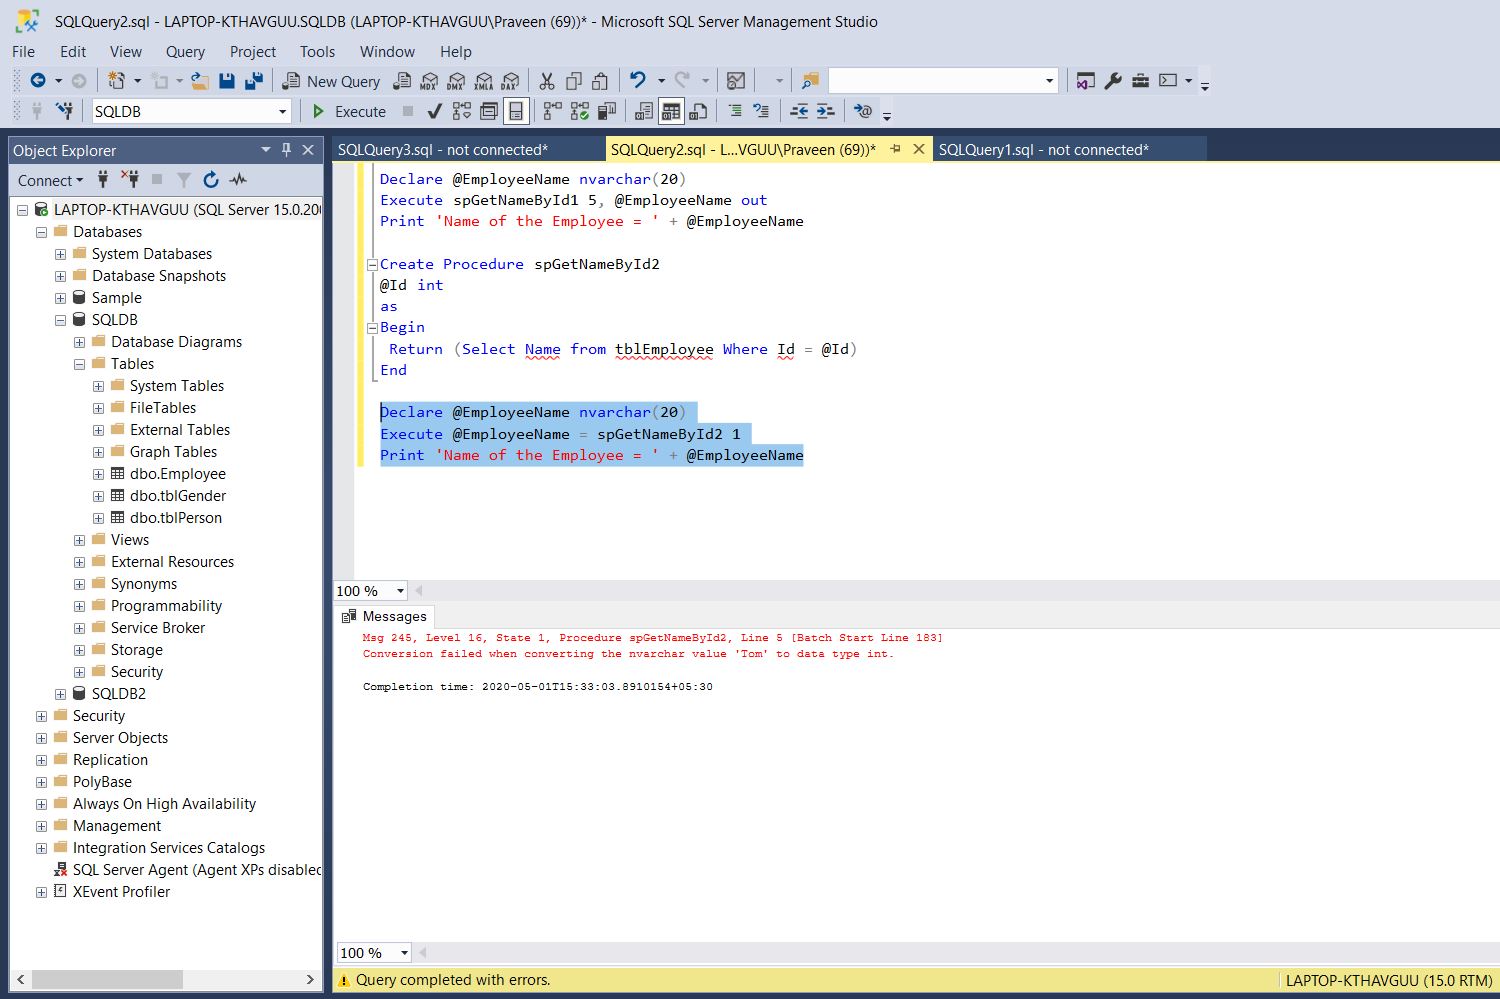 SQLQuery2.sql - LAPTOP-KTHAVGUU.SQLDB (LAPTOP-KTHAVGUU\Praveen (69))* - Microsoft SQL Server Management Studio
File Edit View Query Project Tools Window Help
New Query MDX DMX XMLA DAX
SQLDB Execute
Object Explorer
Connect
LAPTOP-KTHAVGUU (SQL Server 15.0.200
Databases
System Databases
Database Snapshots
Sample
SQLDB
Database Diagrams
Tables
System Tables
FileTables
External Tables
Graph Tables
dbo.Employee
dbo.tblGender
dbo.tblPerson
Views
External Resources
Synonyms
Programmability
Service Broker
Storage
Security
SQLDB2
Security
Server Objects
Replication
PolyBase
Always On High Availability
Management
Integration Services Catalogs
SQL Server Agent (Agent XPs disabled
XEvent Profiler
SQLQuery3.sql - not connected* SQLQuery2.sql - L...VGUU\Praveen (69))* SQLQuery1.sql - not connected*
Declare @EmployeeName nvarchar(20)
Execute spGetNameById1 5, @EmployeeName out
Print 'Name of the Employee = ' + @EmployeeName
Create Procedure spGetNameById2
@Id int
as
Begin
Return (Select Name from tblEmployee Where Id = @Id)
End
Declare @EmployeeName nvarchar(20)
Execute @EmployeeName = spGetNameById2 1
Print 'Name of the Employee = ' + @EmployeeName
100 %
Messages
Msg 245, Level 16, State 1, Procedure spGetNameById2, Line 5 [Batch Start Line 183]
Conversion failed when converting the nvarchar value 'Tom' to data type int.
Completion time: 2020-05-01T15:33:03.8910154+05:30
100 %
Query completed with errors. LAPTOP-KTHAVGUU (15.0 RTM)